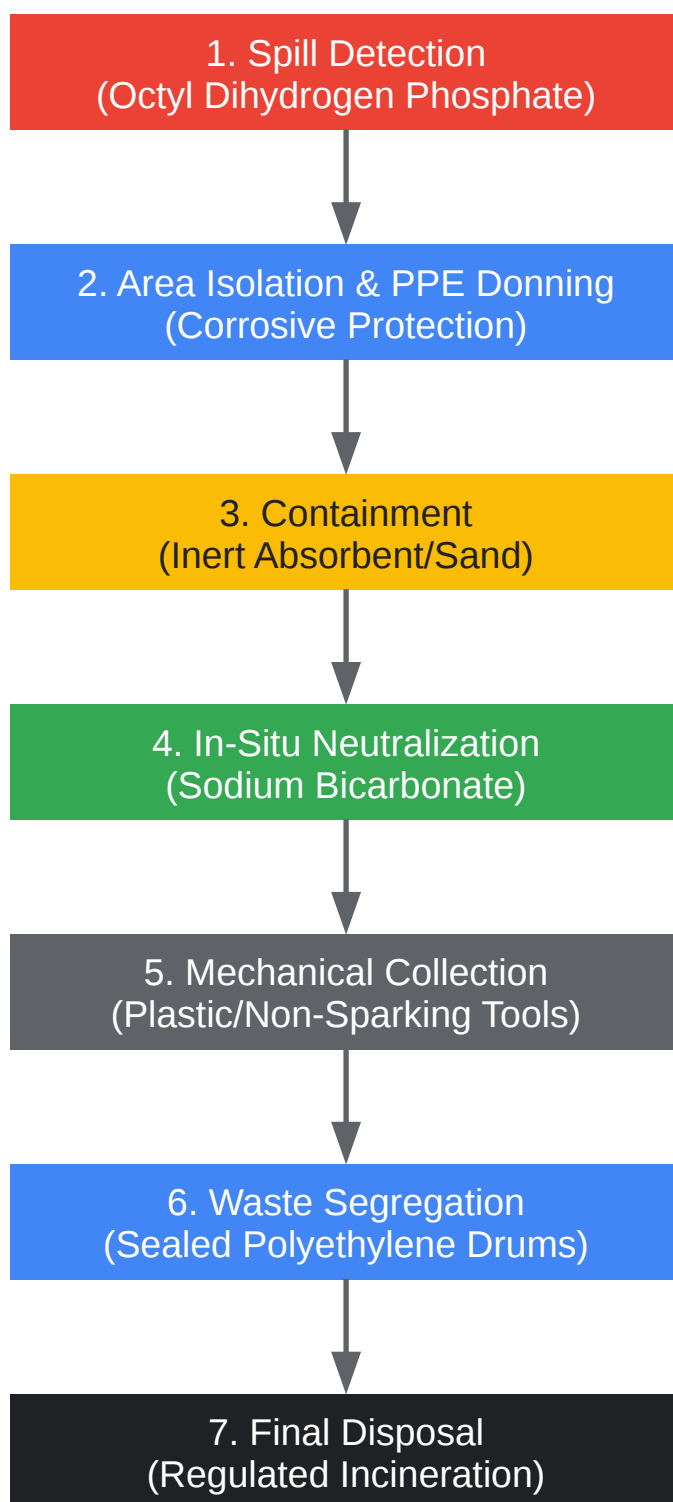 1. Spill Detection
(Octyl Dihydrogen Phosphate)
2. Area Isolation & PPE Donning
(Corrosive Protection)
3. Containment
(Inert Absorbent/Sand)
4. In-Situ Neutralization
(Sodium Bicarbonate)
5. Mechanical Collection
(Plastic/Non-Sparking Tools)
6. Waste Segregation
(Sealed Polyethylene Drums)
7. Final Disposal
(Regulated Incineration)